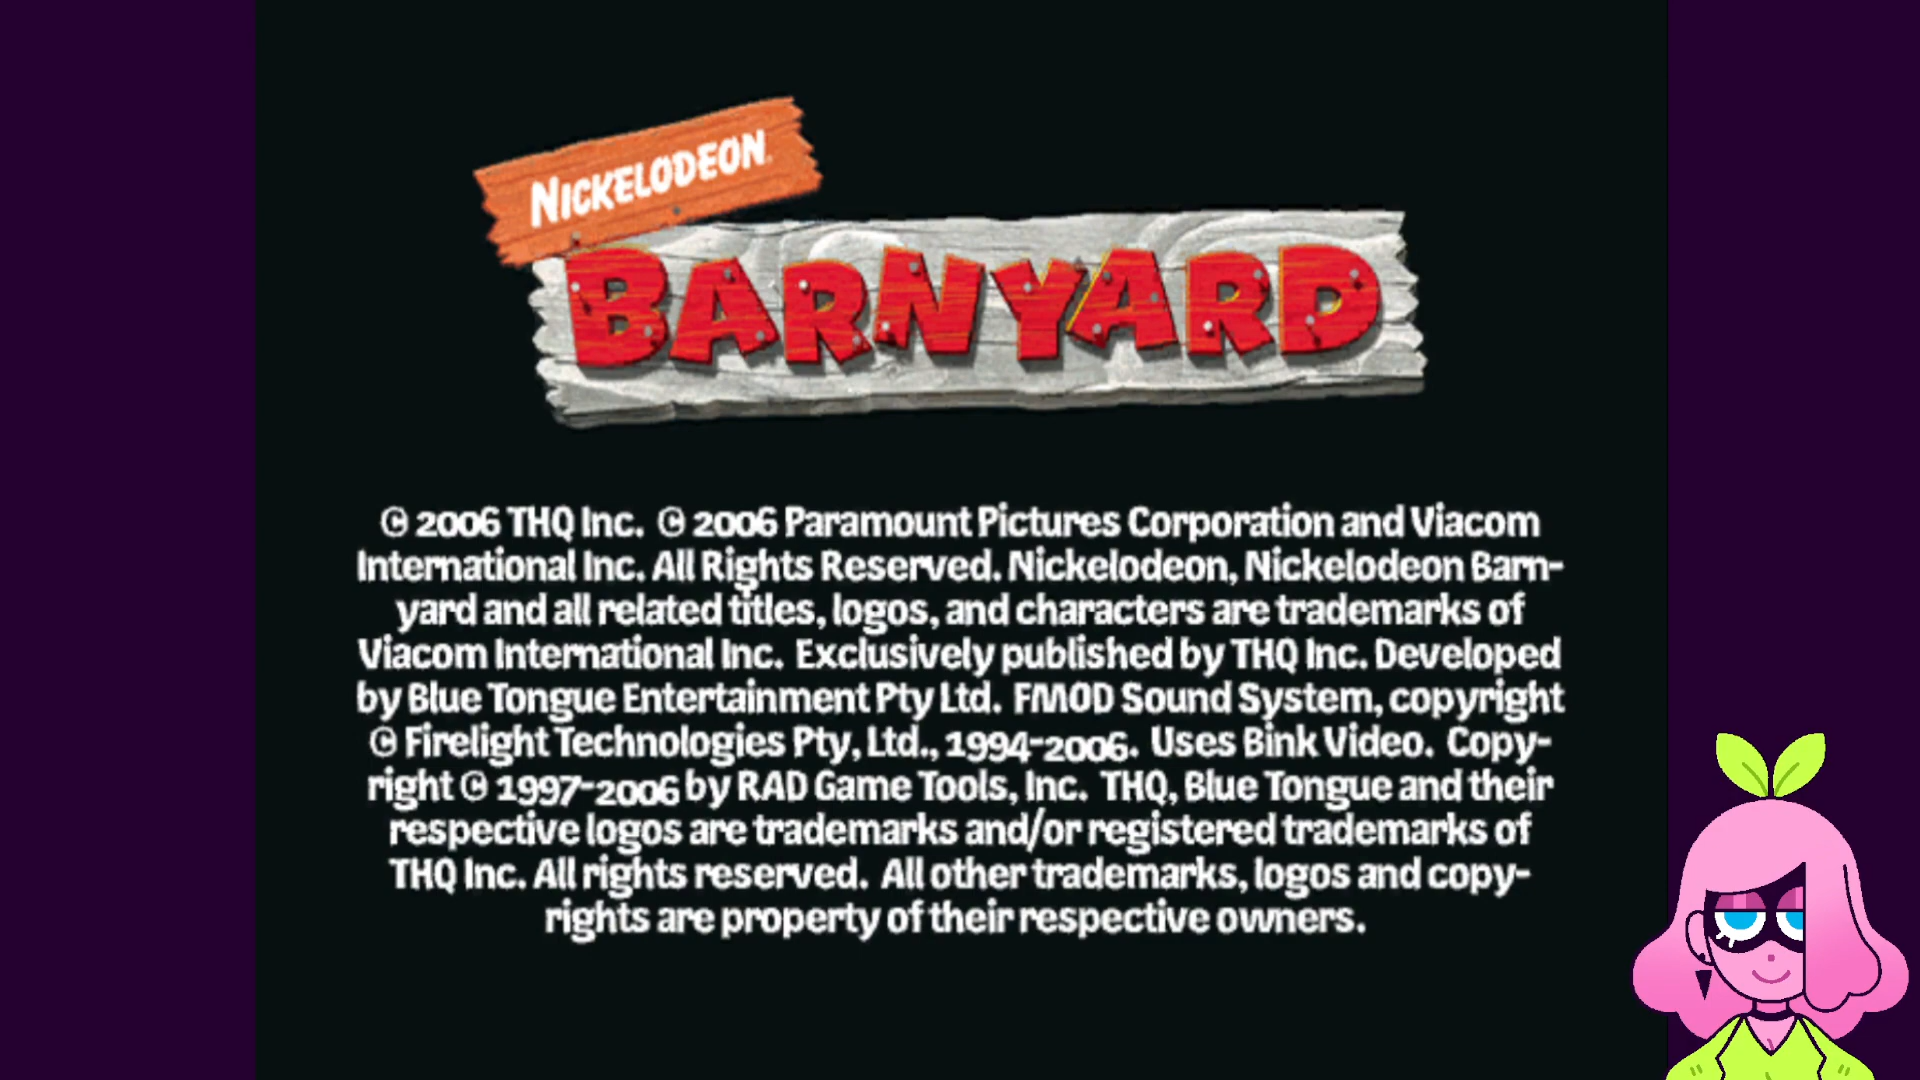 NICKELODEON
BARNYARD
© 2006 THQ Inc. © 2006 Paramount Pictures Corporation and Viacom
International Inc. All Rights Reserved. Nickelodeon, Nickelodeon Barn-
yard and all related titles, logos, and characters are trademarks of
Viacom International Inc. Exclusively published by THQ Inc. Developed
by Blue Tongue Entertainment Pty Ltd. FMOD Sound System, copyright
© Firelight Technologies Pty, Ltd., 1994-2006. Uses Bink Video. Copy-
right © 1997-2006 by RAD Game Tools, Inc. THQ, Blue Tongue and their
respective logos are trademarks and/or registered trademarks of
THQ Inc. All rights reserved. All other trademarks, logos and copy-
rights are property of their respective owners.